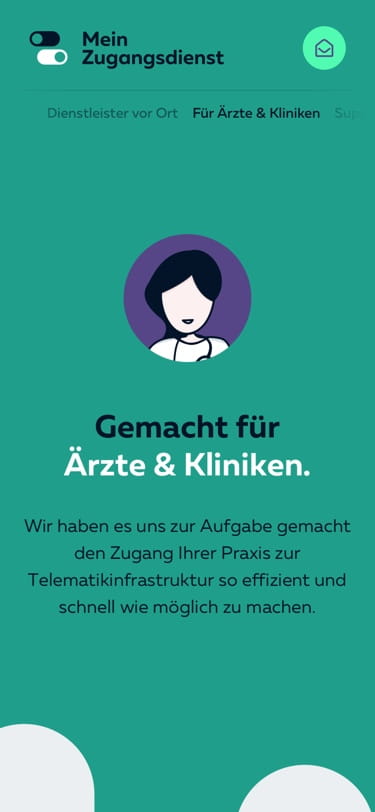 Mein
Zugangsdienst
Dienstleister vor Ort Für Ärzte & Kliniken
Gemacht für
Ärzte & Kliniken.
Wir haben es uns zur Aufgabe gemacht
den Zugang Ihrer Praxis zur
Telematikinfrastruktur so effizient und
schnell wie möglich zu machen.